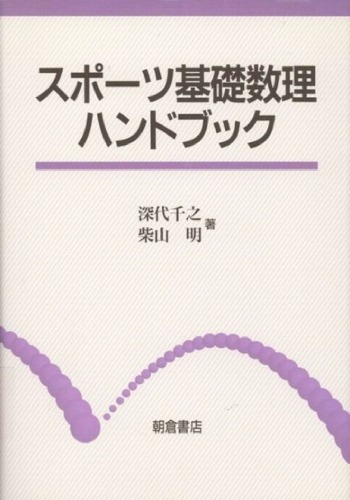 スポーツ基礎数理
ハンドブック
深代千之
柴山 明 著
朝倉書店